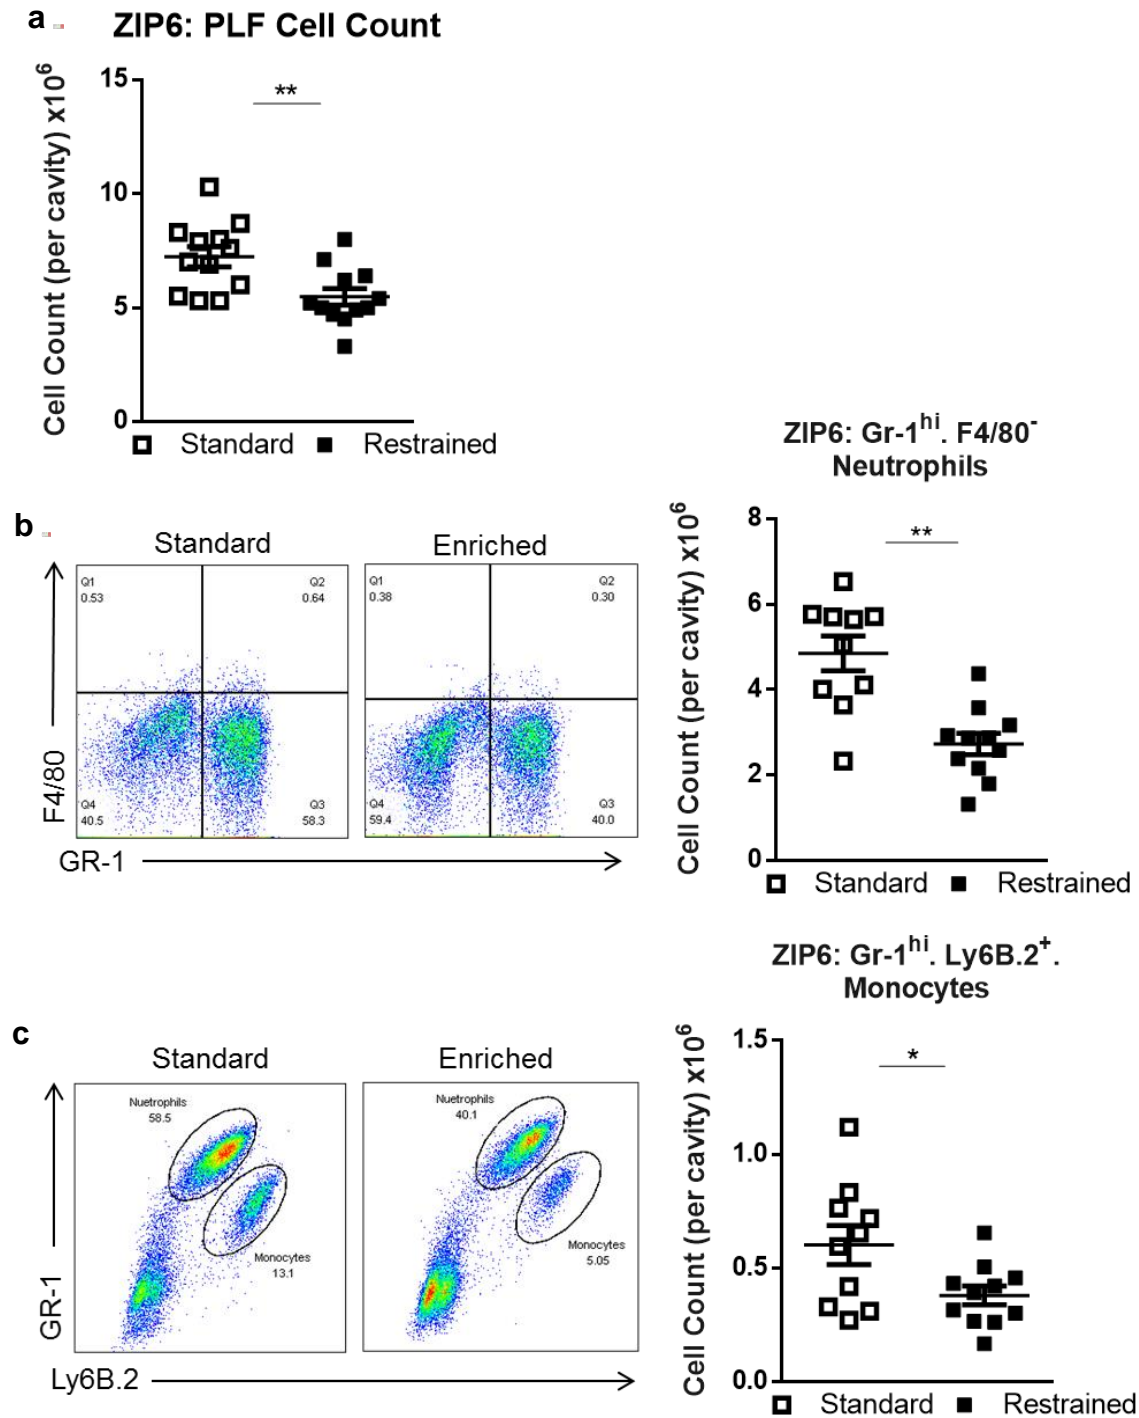 a
ZIP6: PLF Cell Count
Cell Count (per cavity) x10⁶
15
10
5
0
**
Standard
Restrained
b
Standard
Enriched
Q1
0.53
Q2
0.64
Q4
40.5
Q3
58.3
Q1
0.38
Q2
0.30
Q4
59.4
Q3
40.0
F4/80
GR-1
ZIP6: Gr-1ʰⁱ. F4/80⁻
Neutrophils
Cell Count (per cavity) x10⁶
8
6
4
2
0
**
Standard
Restrained
c
Standard
Enriched
Nuetrophils
58.5
Monocytes
13.1
Nuetrophils
40.1
Monocytes
5.05
GR-1
Ly6B.2
ZIP6: Gr-1ʰⁱ. Ly6B.2⁺.
Monocytes
Cell Count (per cavity) x10⁶
1.5
1.0
0.5
0.0
*
Standard
Restrained